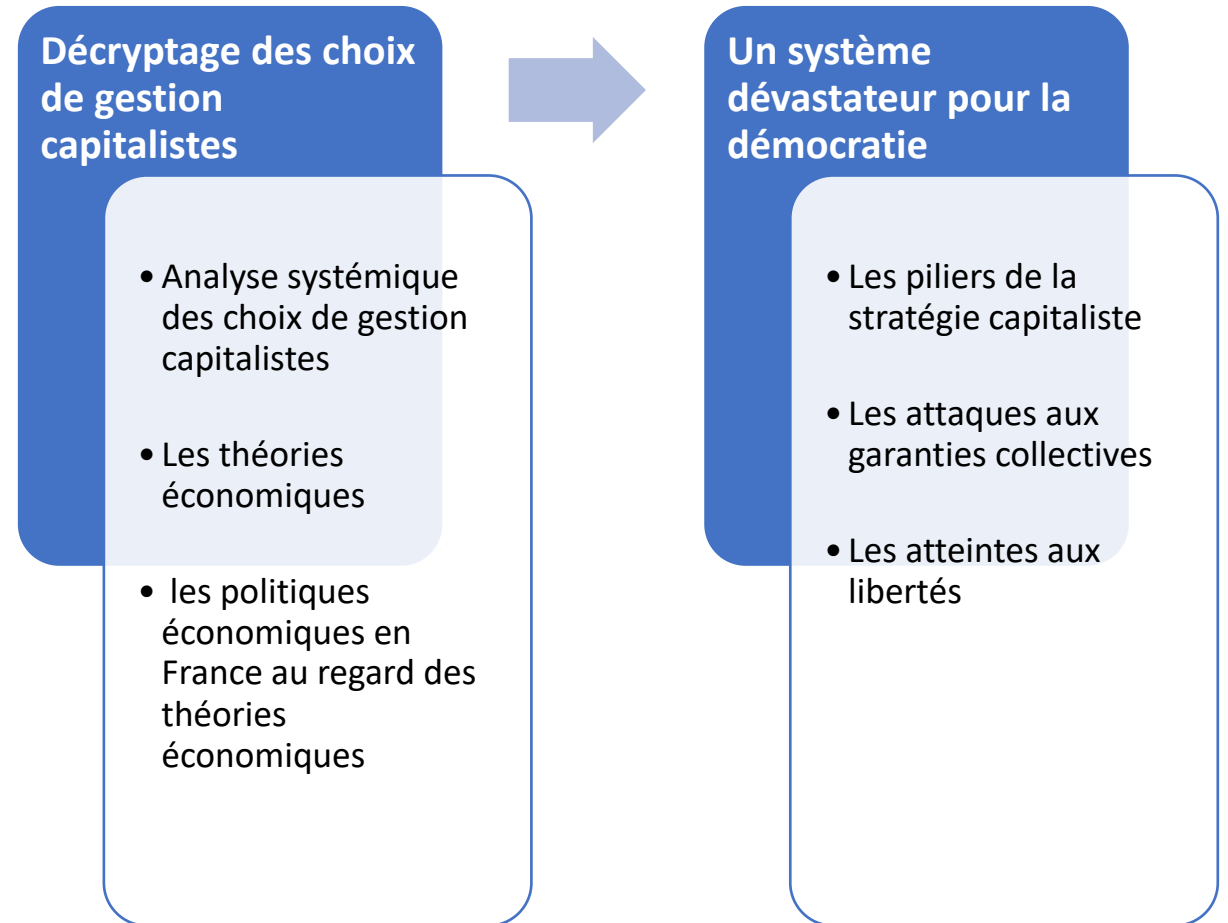 Décryptage des choix
de gestion
capitalistes
• Analyse systémique
des choix de gestion
capitalistes
• Les théories
économiques
• les politiques
économiques en
France au regard des
théories
économiques
Un système
dévastateur pour la
démocratie
• Les piliers de la
stratégie capitaliste
• Les attaques aux
garanties collectives
• Les atteintes aux
libertés